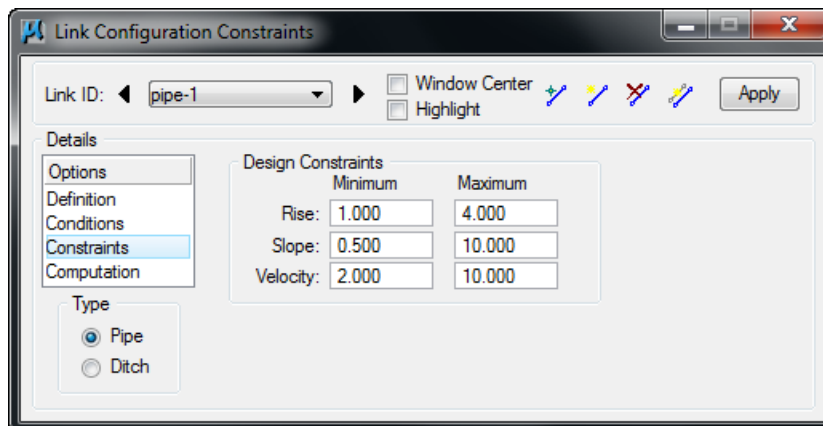 Link Configuration Constraints
Link ID: pipe-1 Window Center Apply
Highlight
Details
Options
Definition
Conditions
Constraints
Computation
Type
Pipe
Ditch
Design Constraints
Minimum Maximum
Rise: 1.000 4.000
Slope: 0.500 10.000
Velocity: 2.000 10.000